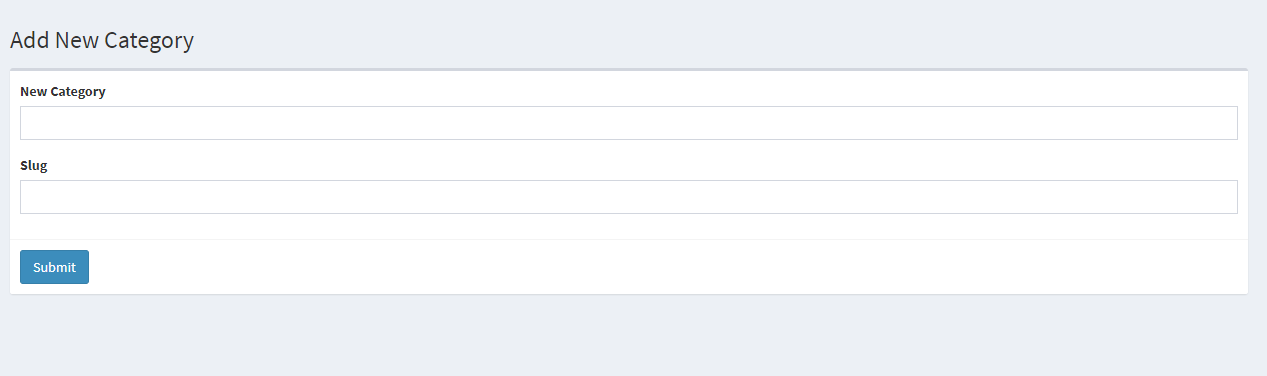 Add New Category
New Category
Slug
Submit